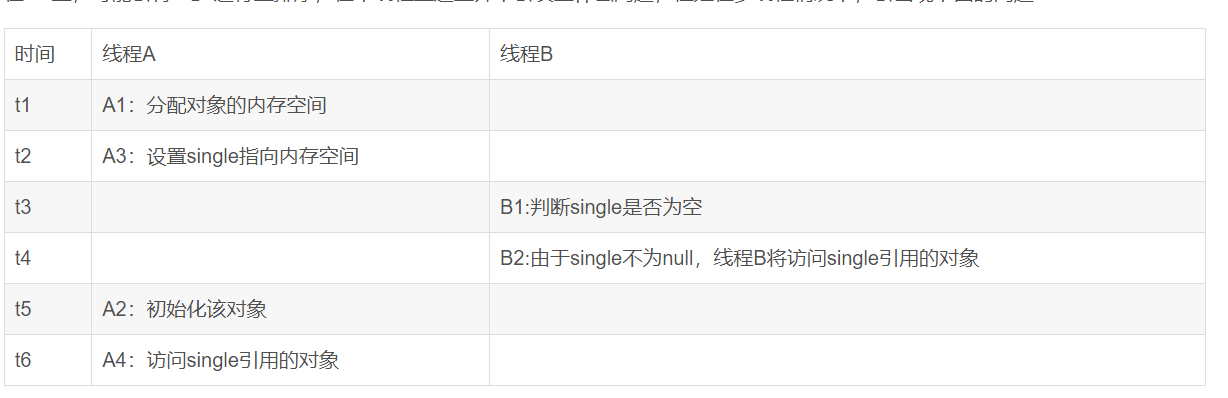 时间 线程A 线程B
t1 A1：分配对象的内存空间
t2 A3：设置single指向内存空间
t3 B1:判断single是否为空
t4 B2:由于single不为null，线程B将访问single引用的对象
t5 A2：初始化该对象
t6 A4：访问single引用的对象